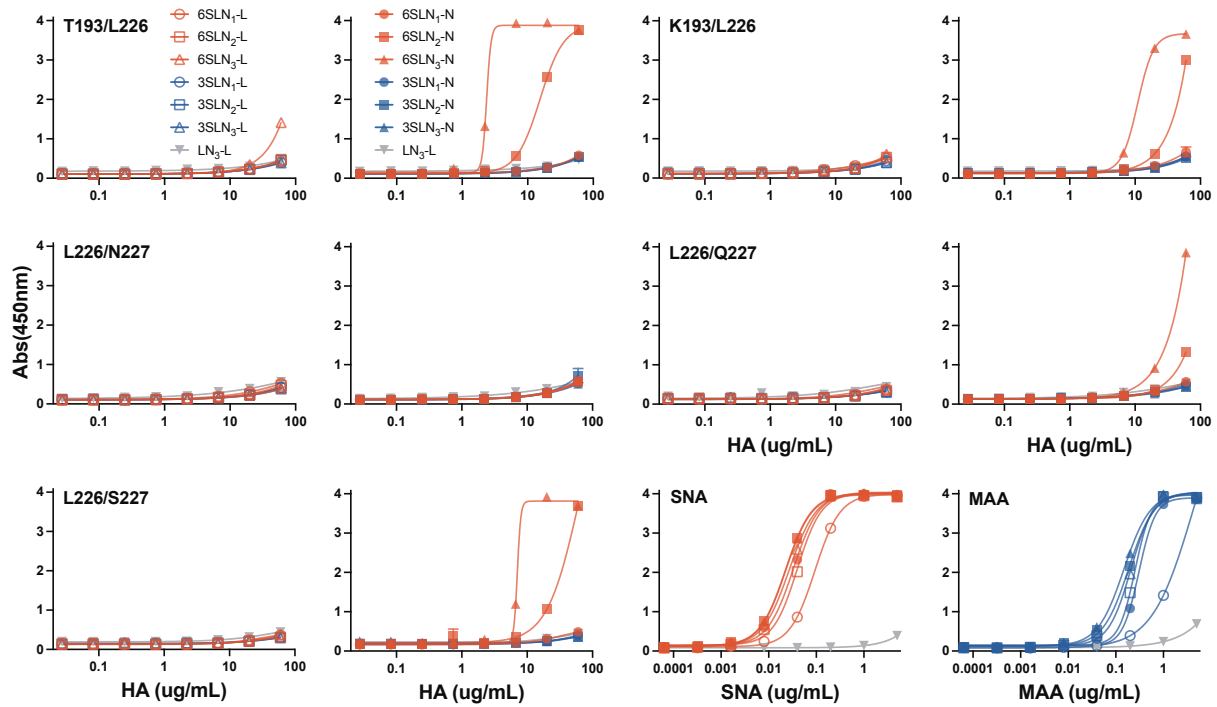 T193/L226
6SLN₁-L
6SLN₂-L
6SLN₃-L
3SLN₁-L
3SLN₂-L
3SLN₃-L
LN₃-L
6SLN₁-N
6SLN₂-N
6SLN₃-N
3SLN₁-N
3SLN₂-N
3SLN₃-N
LN₃-L
K193/L226
4
3
2
1
0
0.1 1 10 100
4
3
2
1
0
0.1 1 10 100
4
3
2
1
0
0.1 1 10 100
4
3
2
1
0
0.1 1 10 100
Abs(450nm)
L226/N227
L226/Q227
4
3
2
1
0
0.1 1 10 100
4
3
2
1
0
0.1 1 10 100
4
3
2
1
0
0.1 1 10 100
HA (ug/mL)
4
3
2
1
0
0.1 1 10 100
HA (ug/mL)
L226/S227
4
3
2
1
0
0.1 1 10 100
HA (ug/mL)
4
3
2
1
0
0.1 1 10 100
HA (ug/mL)
SNA
4
3
2
1
0
0.0001 0.001 0.01 0.1 1
SNA (ug/mL)
MAA
4
3
2
1
0
0.0001 0.001 0.01 0.1 1
MAA (ug/mL)